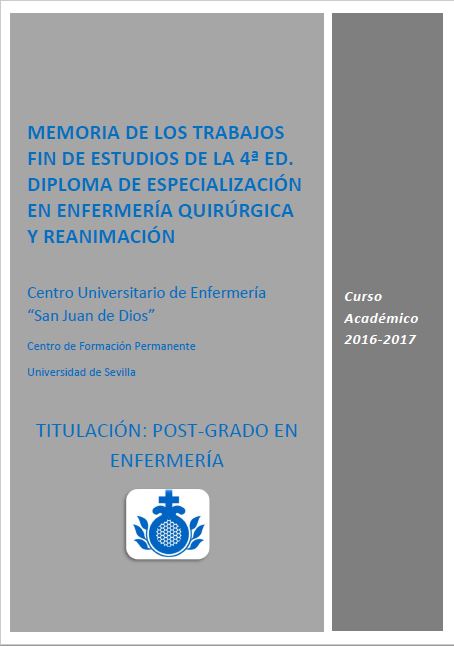 MEMORIA DE LOS TRABAJOS
FIN DE ESTUDIOS DE LA 4ª ED.
DIPLOMA DE ESPECIALIZACIÓN
EN ENFERMERÍA QUIRÚRGICA
Y REANIMACIÓN
Centro Universitario de Enfermería
“San Juan de Dios”
Centro de Formación Permanente
Universidad de Sevilla
TITULACIÓN: POST-GRADO EN
ENFERMERÍA
Curso
Académico
2016-2017